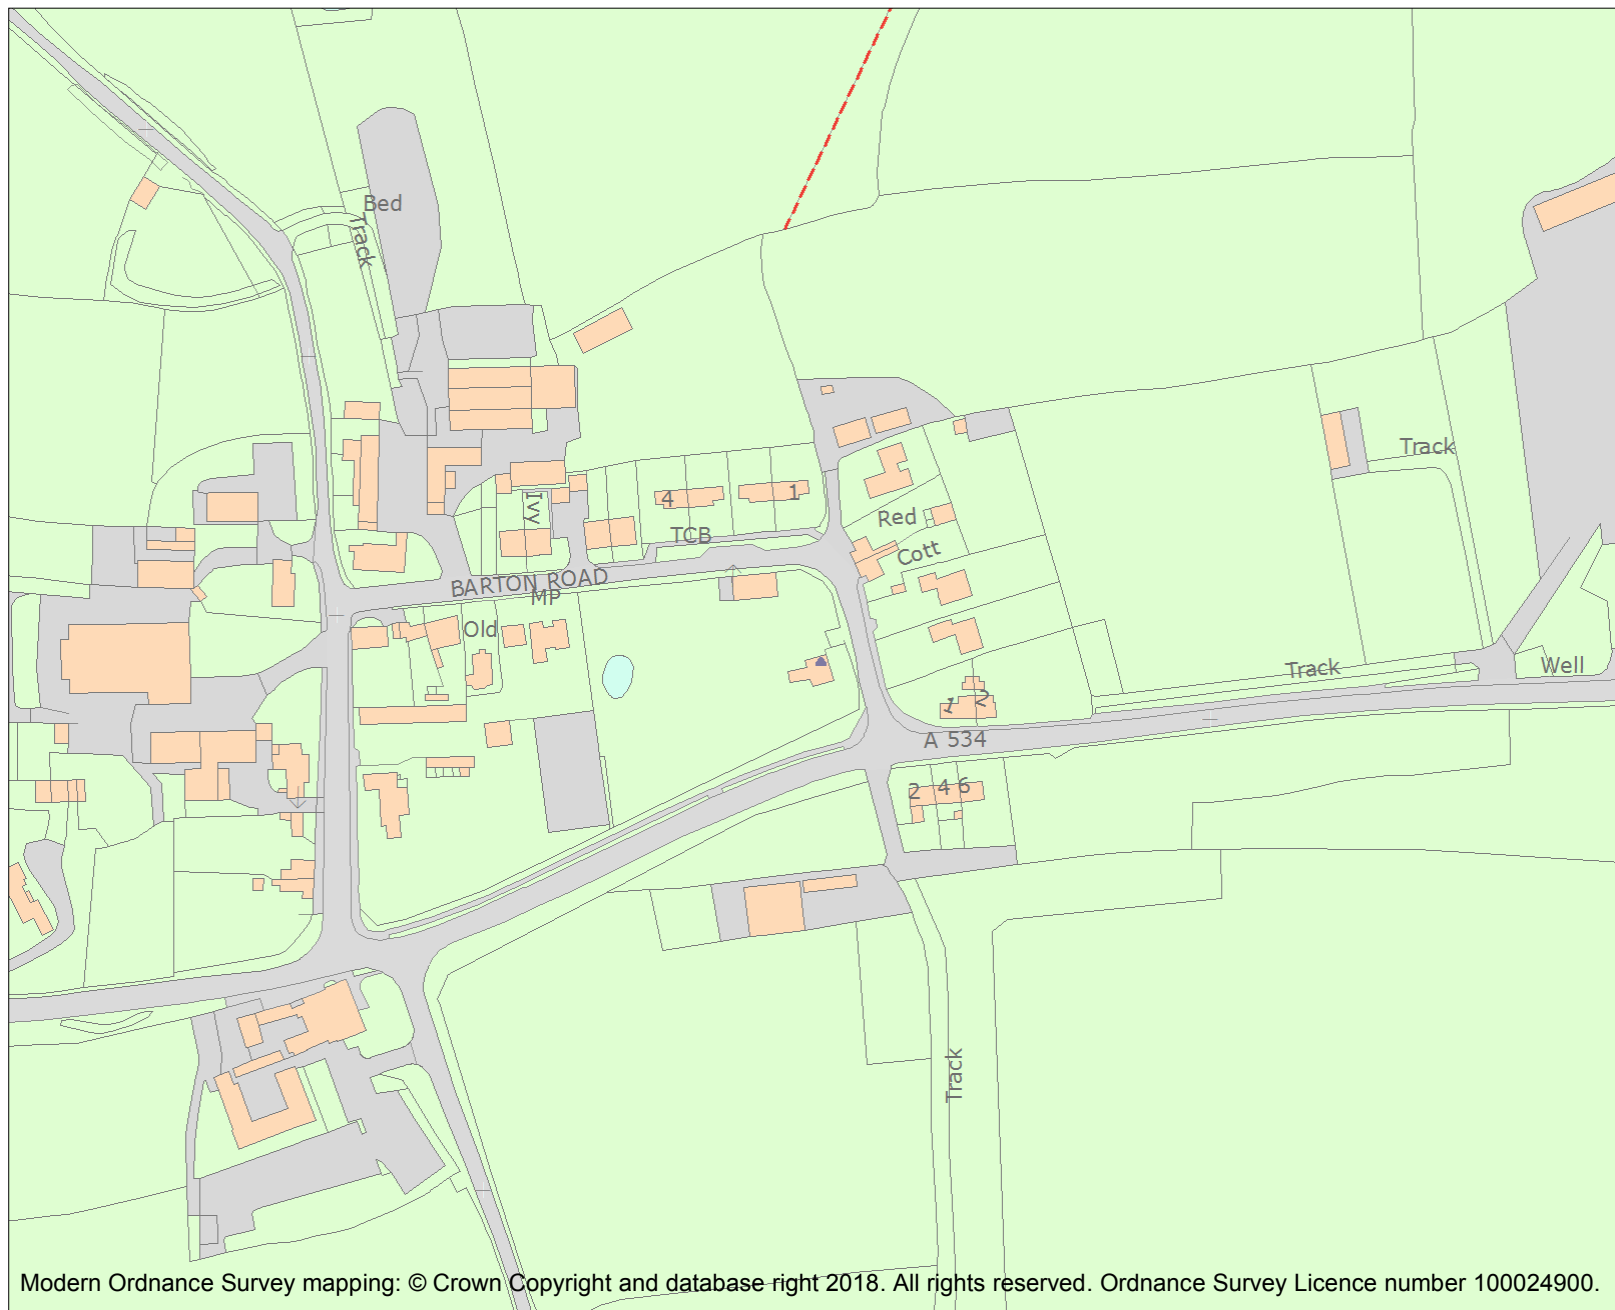 Bed
Track
Ivy
4
1
TCB
Red
Cott
BARTON ROAD
MP
Old
Track
Track
Well
1
2
A 534
2
4
6
Track
Modern Ordnance Survey mapping: © Crown Copyright and database right 2018. All rights reserved. Ordnance Survey Licence number 100024900.